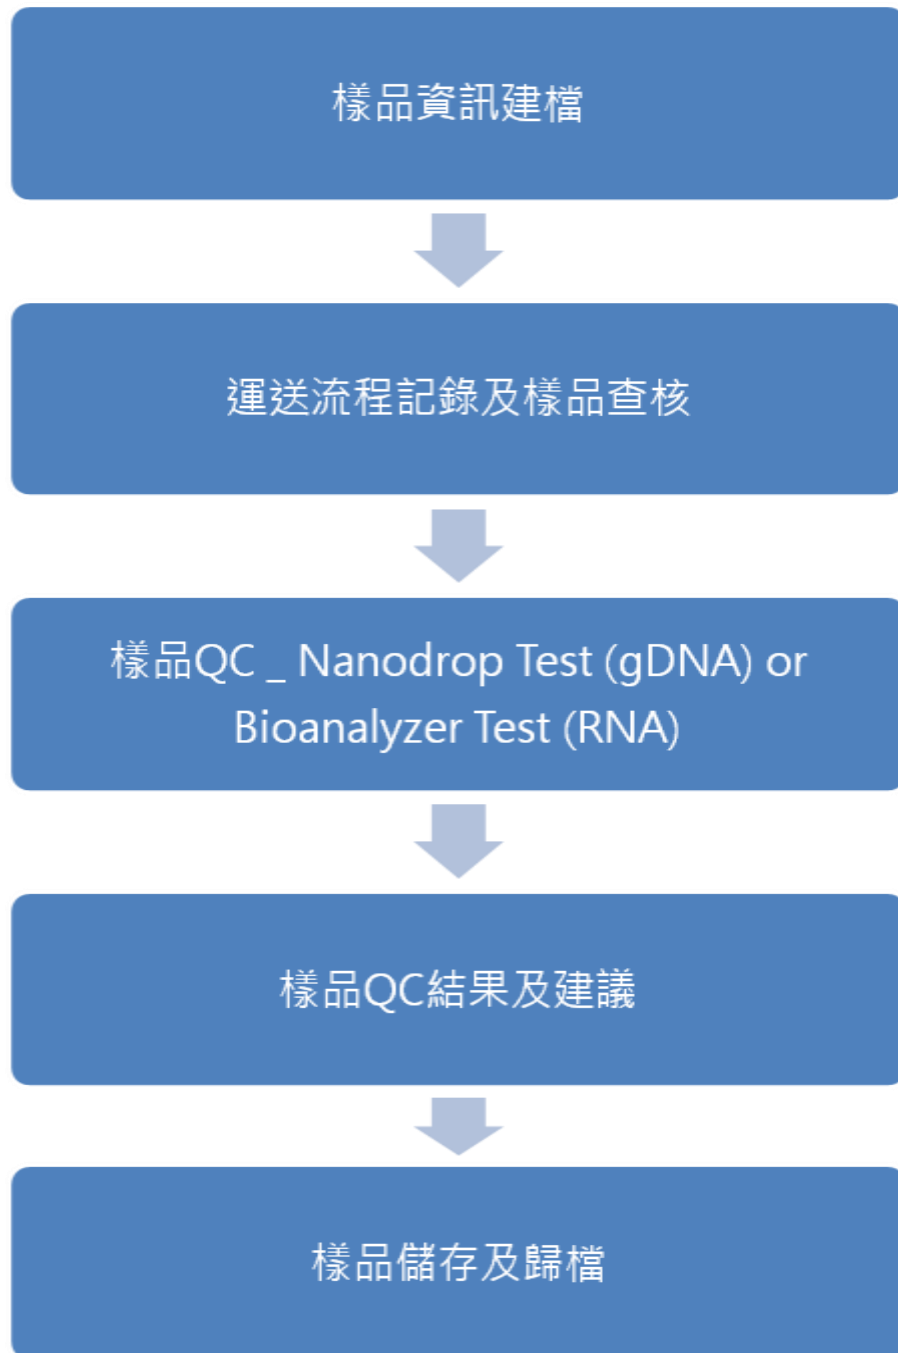 樣品資訊建檔
運送流程記錄及樣品查核
樣品QC _ Nanodrop Test (gDNA) or
Bioanalyzer Test (RNA)
樣品QC結果及建議
樣品儲存及歸檔